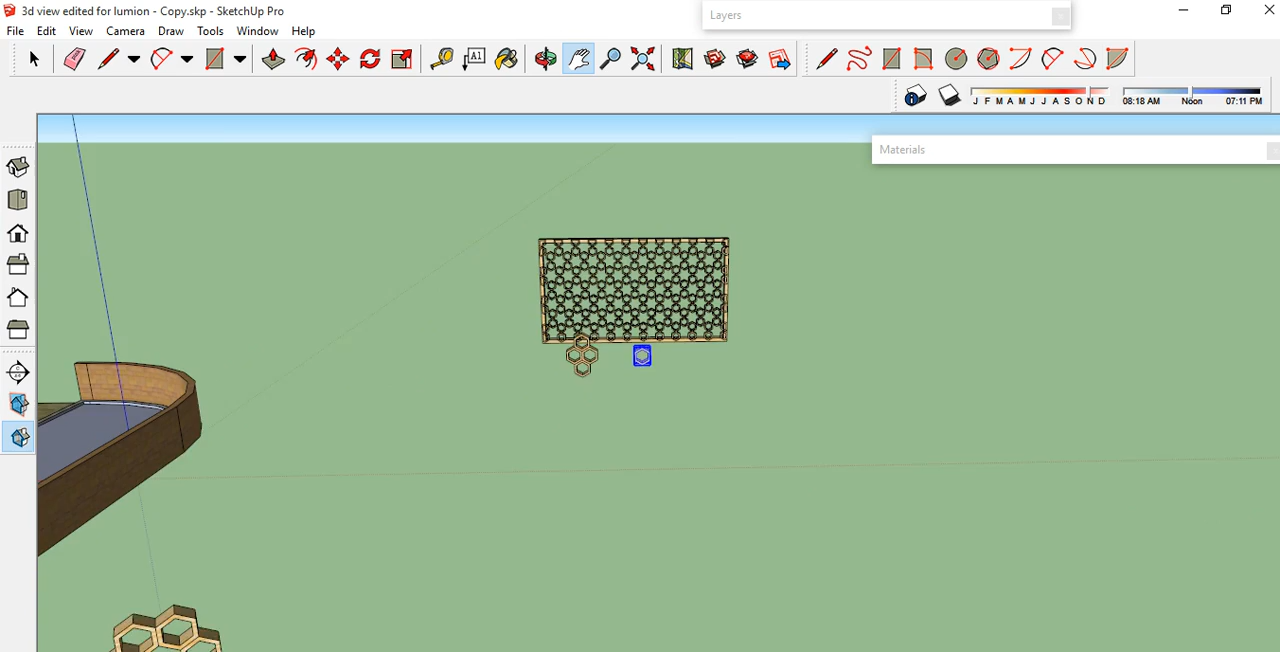 3d view edited for lumion - Copy.skp - SketchUp Pro
Layers
File Edit View Camera Draw Tools Window Help
A1
J F M A M J J A S O N D 08:18 AM Noon 07:11 PM
Materials